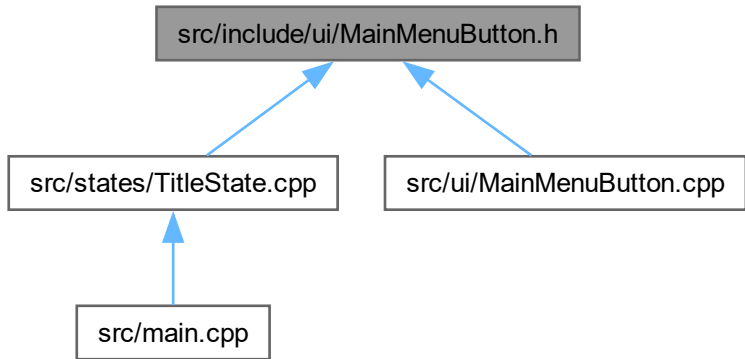 src/include/ui/MainMenuButton.h
src/states/TitleState.cpp
src/ui/MainMenuButton.cpp
src/main.cpp